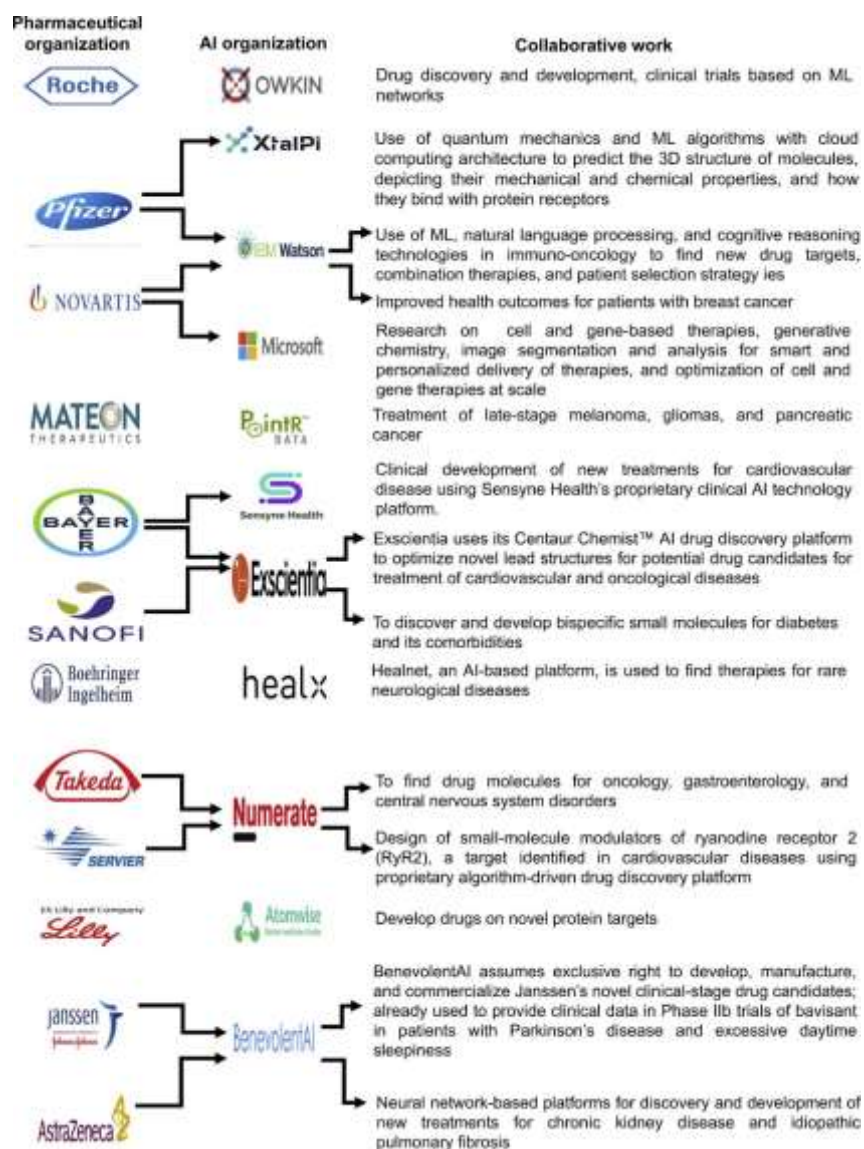 Pharmaceutical organization
AI organization
Collaborative work
Roche
OWKIN
Drug discovery and development, clinical trials based on ML
networks
Pfizer
XtalPi
Use of quantum mechanics and ML algorithms with cloud
computing architecture to predict the 3D structure of molecules,
depicting their mechanical and chemical properties, and how
they bind with protein receptors
IBM Watson
Use of ML, natural language processing, and cognitive reasoning
technologies in immuno-oncology to find new drug targets,
combination therapies, and patient selection strategy ies
NOVARTIS
Improved health outcomes for patients with breast cancer
Microsoft
Research on cell and gene-based therapies, generative
chemistry, image segmentation and analysis for smart and
personalized delivery of therapies, and optimization of cell and
gene therapies at scale
MATEON
THERAPEUTICS
PointR™
DATA
Treatment of late-stage melanoma, gliomas, and pancreatic
cancer
BAYER
BAYER
Sensyne Health
Clinical development of new treatments for cardiovascular
disease using Sensyne Health's proprietary clinical AI technology
platform.
Exscientia
Exscientia uses its Centaur Chemist™ AI drug discovery platform
to optimize novel lead structures for potential drug candidates for
treatment of cardiovascular and oncological diseases
SANOFI
To discover and develop bispecific small molecules for diabetes
and its comorbidities
Boehringer
Ingelheim
healx
Healnet, an AI-based platform, is used to find therapies for rare
neurological diseases
Takeda
Numerate
To find drug molecules for oncology, gastroenterology, and
central nervous system disorders
SERVIER
Design of small-molecule modulators of ryanodine receptor 2
(RyR2), a target identified in cardiovascular diseases using
proprietary algorithm-driven drug discovery platform
Eli Lilly and Company
Lilly
Atomwise
Develop drugs on novel protein targets
janssen
Johnson-Johnson
BenevolentAI
BenevolentAI assumes exclusive right to develop, manufacture,
and commercialize Janssen's novel clinical-stage drug candidates;
already used to provide clinical data in Phase IIb trials of bavisant
in patients with Parkinson's disease and excessive daytime
sleepiness
AstraZeneca
Neural network-based platforms for discovery and development of
new treatments for chronic kidney disease and idiopathic
pulmonary fibrosis